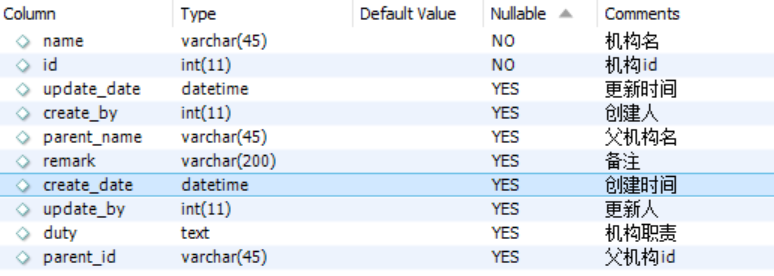 Column Type Default Value Nullable Comments
name varchar(45) NO 机构名
id int(11) NO 机构id
update_date datetime YES 更新时间
create_by int(11) YES 创建人
parent_name varchar(45) YES 父机构名
remark varchar(200) YES 备注
create_date datetime YES 创建时间
update_by int(11) YES 更新人
duty text YES 机构职责
parent_id varchar(45) YES 父机构id